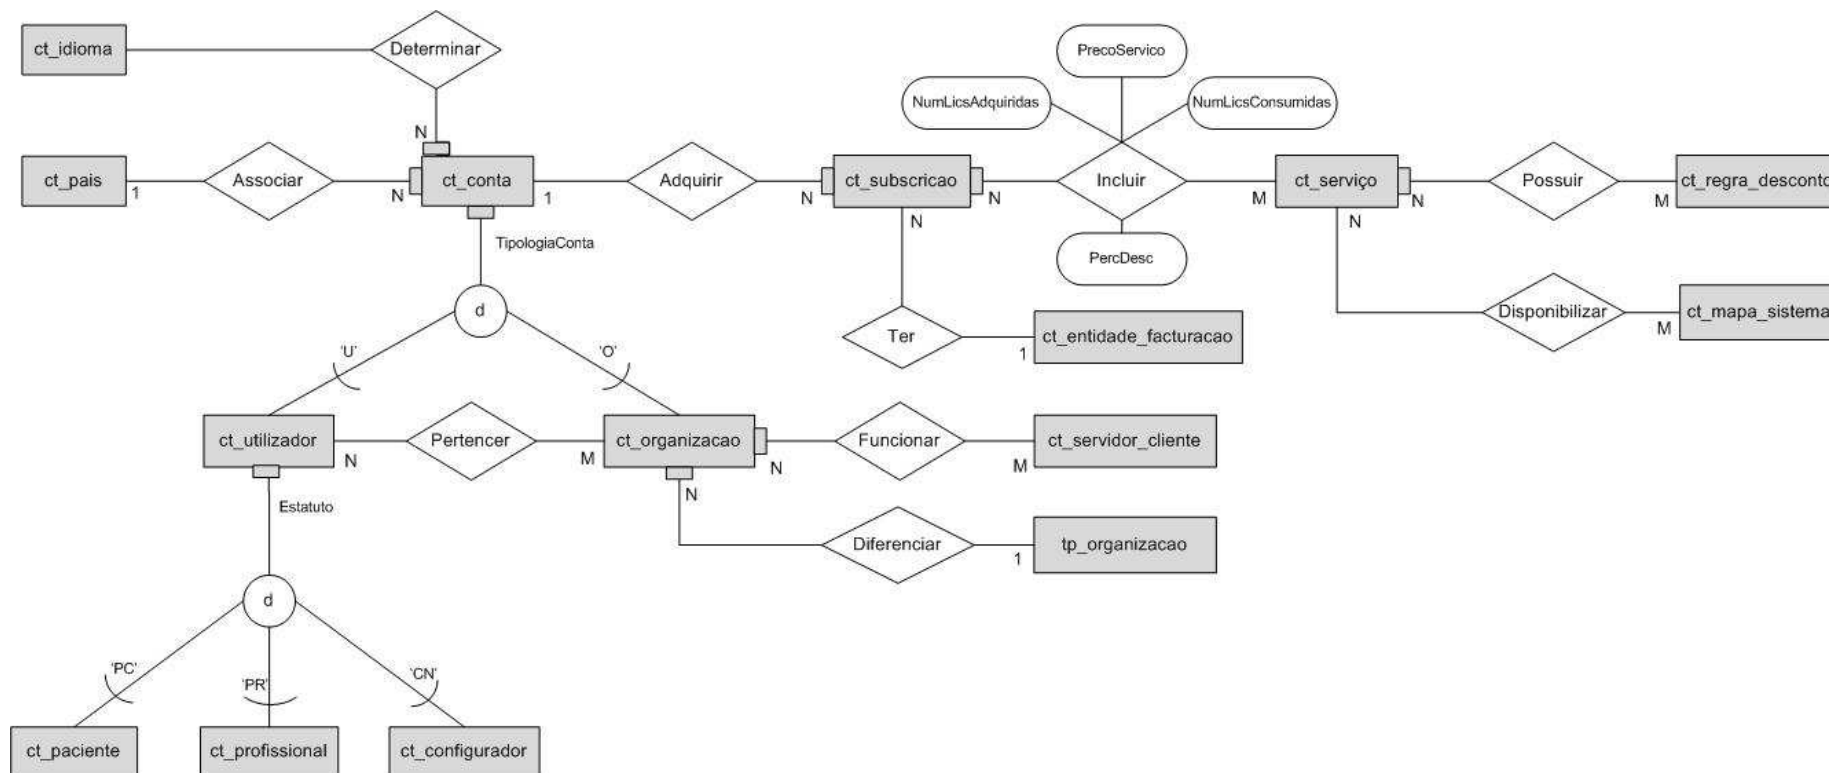 ct_idioma
Determinar
PrecoServico
NumLicsAdquiridas
NumLicsConsumidas
N
ct_pais
1
Associar
N
ct_conta
1
Adquirir
N
ct_subscricao
N
Incluir
M
ct_serviço
N
Possuir
M
ct_regra_desconto
N
N
TipologiaConta
PercDesc
d
Ter
1
ct_entidade_facturacao
Disponibilizar
M
ct_mapa_sistema
'U'
'O'
ct_utilizador
N
Pertencer
M
ct_organizacao
N
Funcionar
M
ct_servidor_cliente
N
Estatuto
Diferenciar
1
tp_organizacao
d
'PC'
'PR'
'CN'
ct_paciente
ct_profissional
ct_configurador